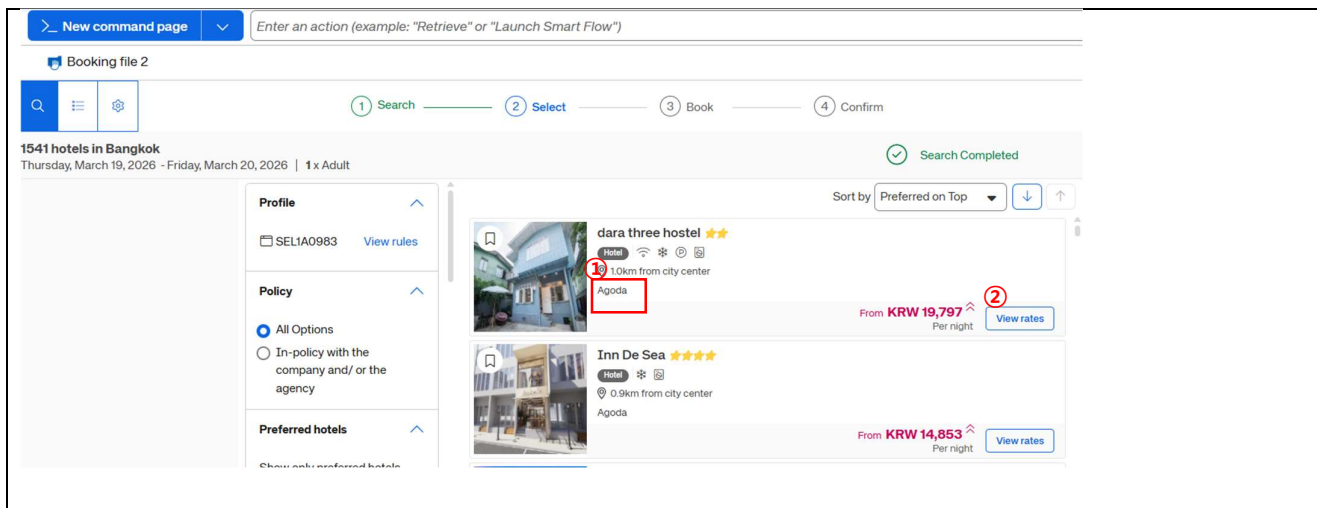 >_ New command page
Enter an action (example: "Retrieve" or "Launch Smart Flow")
Booking file 2
1 Search 2 Select 3 Book 4 Confirm
1541 hotels in Bangkok
Thursday, March 19, 2026 - Friday, March 20, 2026 | 1 x Adult
Search Completed
Sort by Preferred on Top
Profile
SEL1A0983 View rules
Policy
All Options
In-policy with the
company and/ or the
agency
Preferred hotels
dara three hostel
Hotel
①
1.0km from city center
Agoda
②
From KRW 19,797
Per night
View rates
Inn De Sea
Hotel
0.9km from city center
Agoda
From KRW 14,853
Per night
View rates